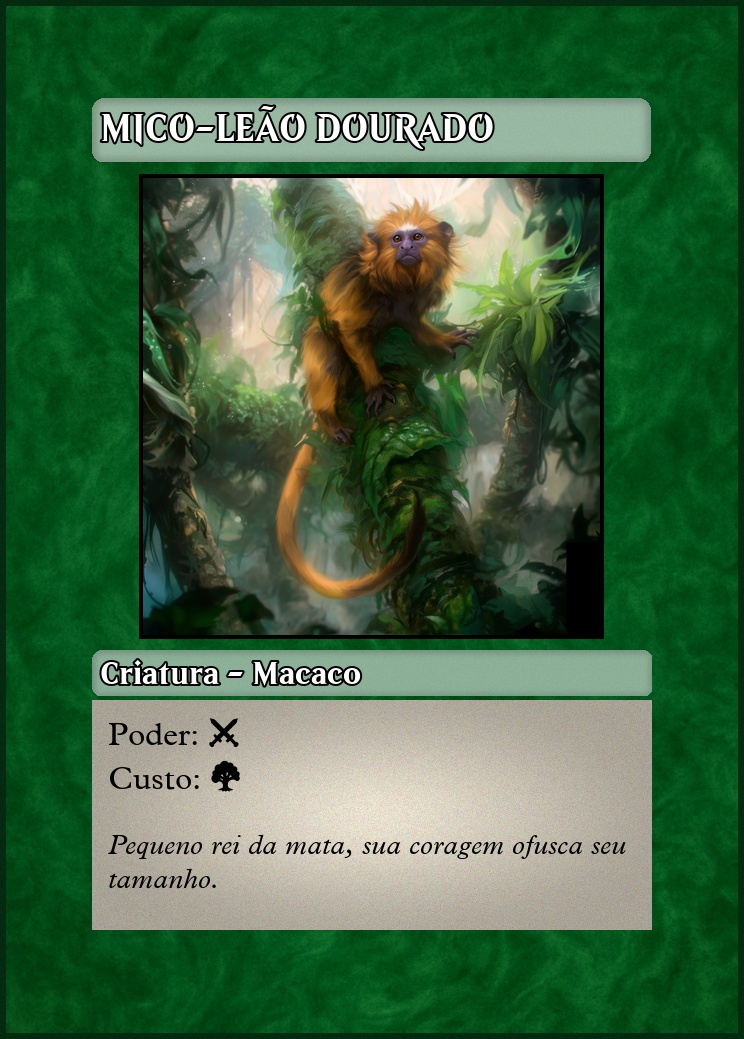 MICO-LEÃO DOURADO
Criatura - Macaco
Poder:
Custo:
Pequeno rei da mata, sua coragem ofusca seu
tamanho.